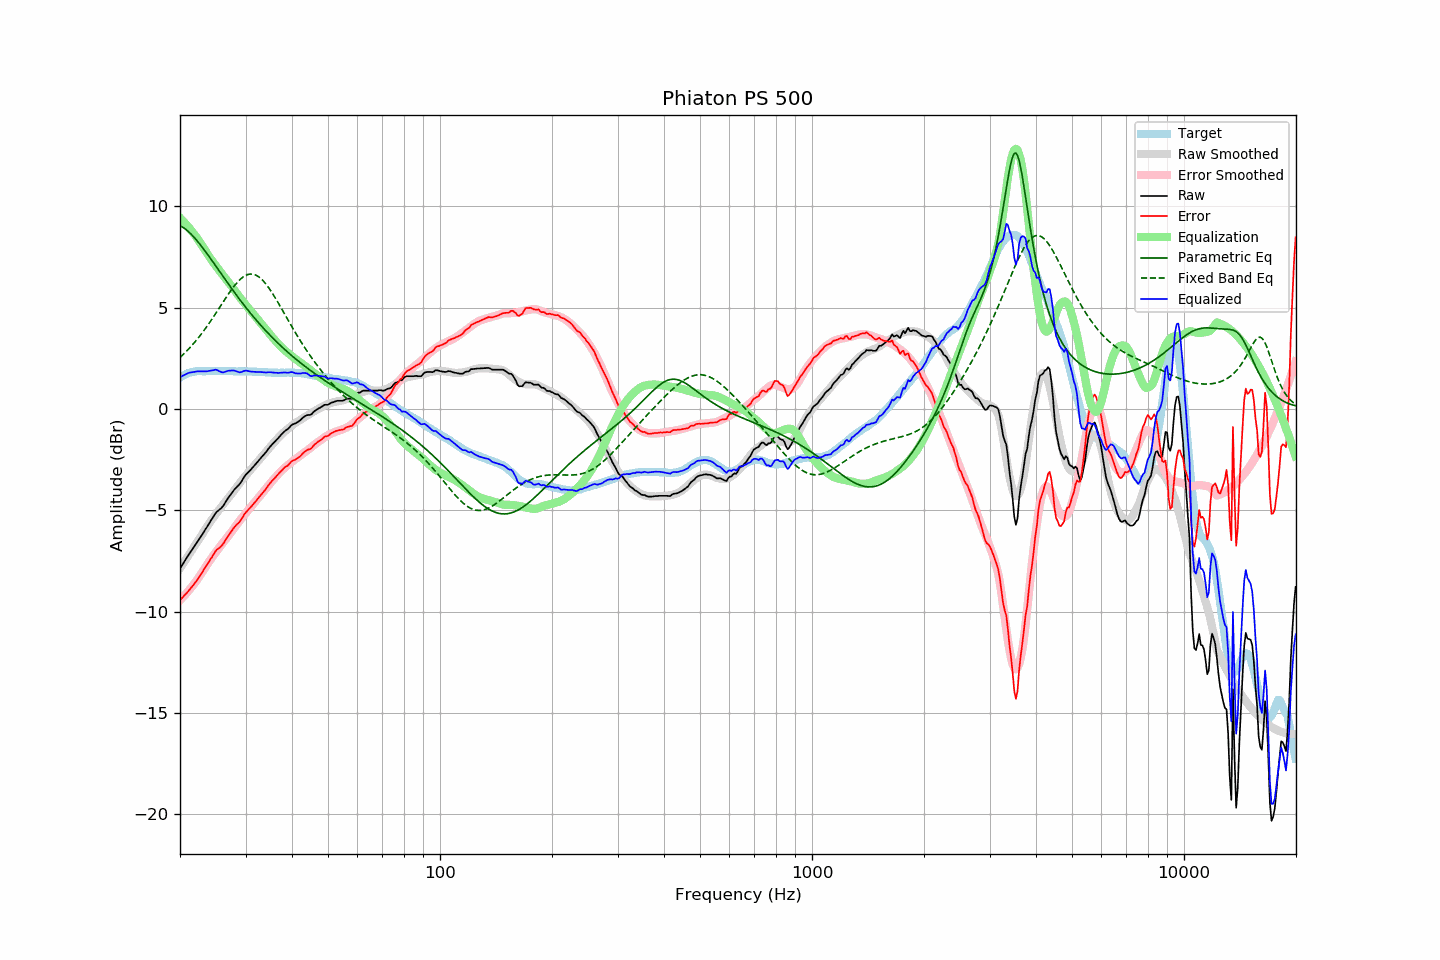 Phiaton PS 500
Target
Raw Smoothed
Error Smoothed
Raw
Error
Equalization
Parametric Eq
Fixed Band Eq
Equalized
10
5
0
−5
−10
−15
−20
Amplitude (dBr)
100
1000
10000
Frequency (Hz)